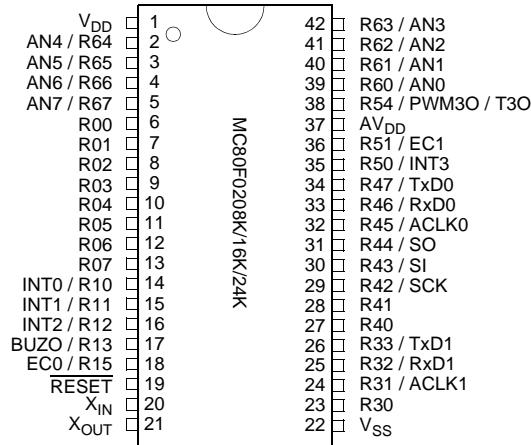 VDD 1 42 R63 / AN3
AN4 / R64 2 41 R62 / AN2
AN5 / R65 3 40 R61 / AN1
AN6 / R66 4 39 R60 / AN0
AN7 / R67 5 38 R54 / PWM3O / T3O
R00 6 37 AVDD
R01 7 36 R51 / EC1
R02 8 35 R50 / INT3
R03 9 34 R47 / TxD0
R04 10 33 R46 / RxD0
R05 11 32 R45 / ACLK0
R06 12 31 R44 / SO
R07 13 30 R43 / SI
INT0 / R10 14 29 R42 / SCK
INT1 / R11 15 28 R41
INT2 / R12 16 27 R40
BUZO / R13 17 26 R33 / TxD1
EC0 / R15 18 25 R32 / RxD1
RESET 19 24 R31 / ACLK1
XIN 20 23 R30
XOUT 21 22 VSS
MC80F0208K/16K/24K